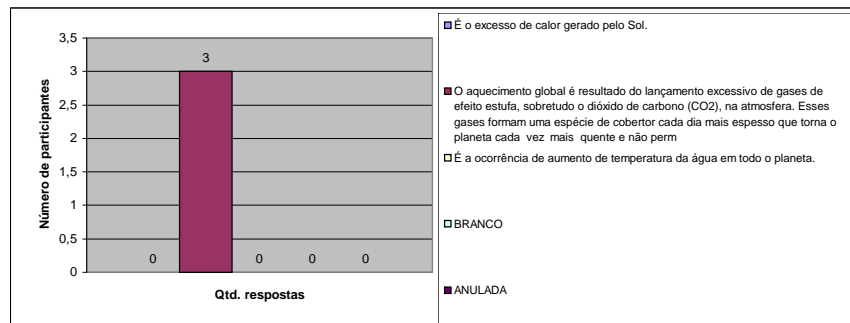 Número de participantes
3,5
3
2,5
2
1,5
1
0,5
0
0
3
0
0
0
Qtd. respostas
É o excesso de calor gerado pelo Sol.
O aquecimento global é resultado do lançamento excessivo de gases de
efeito estufa, sobretudo o dióxido de carbono (CO2), na atmosfera. Esses
gases formam uma espécie de cobertor cada dia mais espesso que torna o
planeta cada vez mais quente e não perm
É a ocorrência de aumento de temperatura da água em todo o planeta.
BRANCO
ANULADA